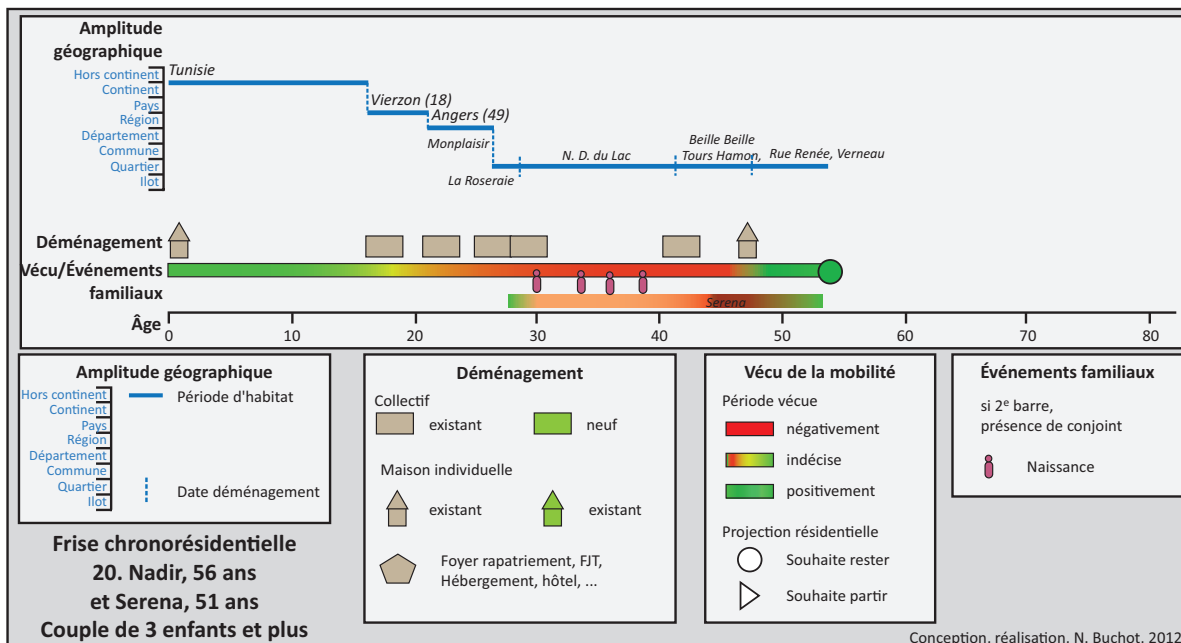 Amplitude
géographique
Hors continent
Continent
Pays
Région
Département
Commune
Quartier
Ilot
Tunisie
Vierzon (18)
Angers (49)
Monplaisir
La Roseraie
N. D. du Lac
Beille Beille
Tours Hamon,
Rue Renée, Verneau
Déménagement
Vécu/Événements
familiaux
Serena
Âge
0 10 20 30 40 50 60 70 80
Amplitude géographique
Hors continent
Continent
Pays
Région
Département
Commune
Quartier
Ilot
Période d'habitat
Date déménagement
Frise chronorésidentielle
20. Nadir, 56 ans
et Serena, 51 ans
Couple de 3 enfants et plus
Déménagement
Collectif
existant neuf
Maison individuelle
existant existant
Foyer rapatriement, FJT,
Hébergement, hôtel, ...
Vécu de la mobilité
Période vécue
négativement
indécise
positivement
Projection résidentielle
Souhaite rester
Souhaite partir
Événements familiaux
si 2e barre,
présence de conjoint
Naissance
Conception, réalisation, N. Buchot, 2012